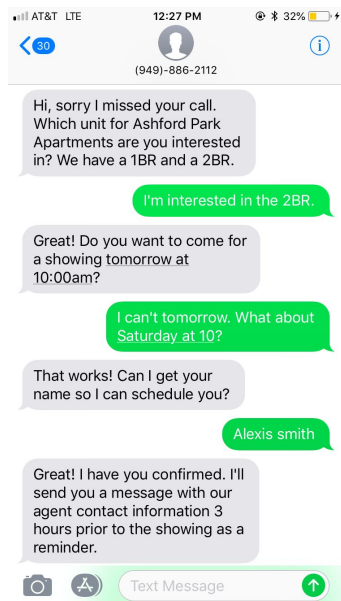 AT&T LTE 12:27 PM 32%
30
(949)-886-2112
Hi, sorry I missed your call.
Which unit for Ashford Park
Apartments are you interested
in? We have a 1BR and a 2BR.
I'm interested in the 2BR.
Great! Do you want to come for
a showing tomorrow at
10:00am?
I can't tomorrow. What about
Saturday at 10?
That works! Can I get your
name so I can schedule you?
Alexis smith
Great! I have you confirmed. I'll
send you a message with our
agent contact information 3
hours prior to the showing as a
reminder.
Text Message